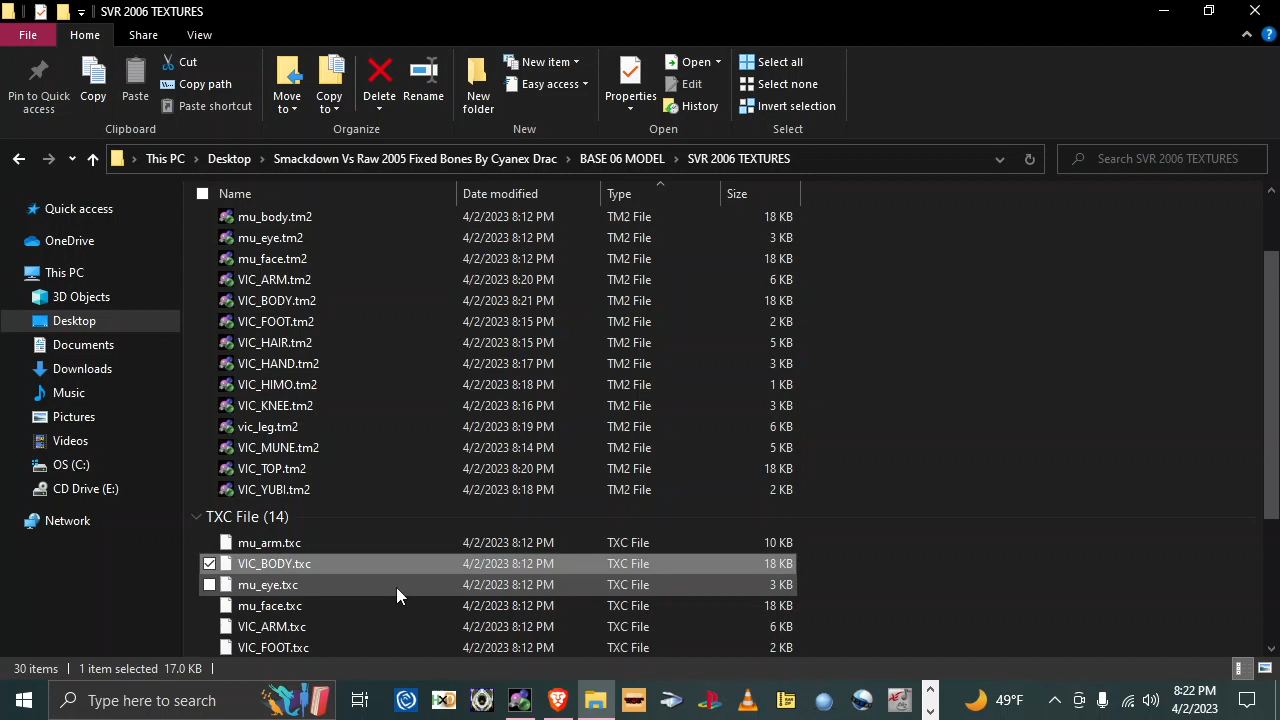 SVR 2006 TEXTURES
File Home Share View
Pin to Quick access
Copy
Paste
Cut
Copy path
Paste shortcut
Clipboard
Move to
Copy to
Delete
Rename
Organize
New folder
New item
Easy access
New
Properties
Open
Edit
History
Open
Select all
Select none
Invert selection
Select
This PC > Desktop > Smackdown Vs Raw 2005 Fixed Bones By Cyanex Drac > BASE 06 MODEL > SVR 2006 TEXTURES
Search SVR 2006 TEXTURES
Quick access
OneDrive
This PC
3D Objects
Desktop
Documents
Downloads
Music
Pictures
Videos
OS (C:)
CD Drive (E:)
Network
Name Date modified Type Size
mu_body.tm2 4/2/2023 8:12 PM TM2 File 18 KB
mu_eye.tm2 4/2/2023 8:12 PM TM2 File 3 KB
mu_face.tm2 4/2/2023 8:12 PM TM2 File 18 KB
VIC_ARM.tm2 4/2/2023 8:20 PM TM2 File 6 KB
VIC_BODY.tm2 4/2/2023 8:21 PM TM2 File 18 KB
VIC_FOOT.tm2 4/2/2023 8:15 PM TM2 File 2 KB
VIC_HAIR.tm2 4/2/2023 8:15 PM TM2 File 5 KB
VIC_HAND.tm2 4/2/2023 8:17 PM TM2 File 3 KB
VIC_HIMO.tm2 4/2/2023 8:18 PM TM2 File 1 KB
VIC_KNEE.tm2 4/2/2023 8:16 PM TM2 File 3 KB
vic_leg.tm2 4/2/2023 8:19 PM TM2 File 6 KB
VIC_MUNE.tm2 4/2/2023 8:14 PM TM2 File 5 KB
VIC_TOP.tm2 4/2/2023 8:20 PM TM2 File 18 KB
VIC_YUBI.tm2 4/2/2023 8:18 PM TM2 File 2 KB
TXC File (14)
mu_arm.txc 4/2/2023 8:12 PM TXC File 10 KB
VIC_BODY.txc 4/2/2023 8:12 PM TXC File 18 KB
mu_eye.txc 4/2/2023 8:12 PM TXC File 3 KB
mu_face.txc 4/2/2023 8:12 PM TXC File 18 KB
VIC_ARM.txc 4/2/2023 8:12 PM TXC File 6 KB
VIC_FOOT.txc 4/2/2023 8:12 PM TXC File 2 KB
30 items 1 item selected 17.0 KB
Type here to search
49°F
8:22 PM
4/2/2023